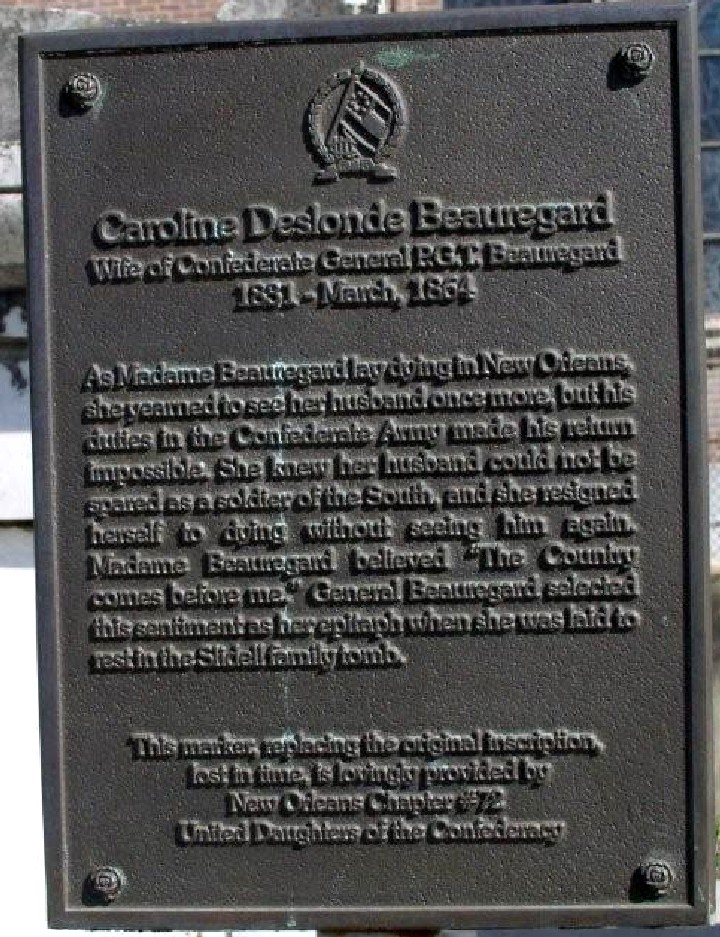 Caroline Deslonde Beauregard
Wife of Confederate General P.G.T. Beauregard
1831 - March, 1864
As Madame Beauregard lay dying in New Orleans,
she yearned to see her husband once more, but his
duties in the Confederate Army made his return
impossible. She knew her husband could not be
spared as a soldier of the South, and she resigned
herself to dying without seeing him again.
Madame Beauregard believed "The Country
comes before me." General Beauregard selected
this sentiment as her epitaph when she was laid to
rest in the Slidell family tomb.
This marker, replacing the original inscription,
lost in time, is lovingly provided by
New Orleans Chapter #72
United Daughters of the Confederacy